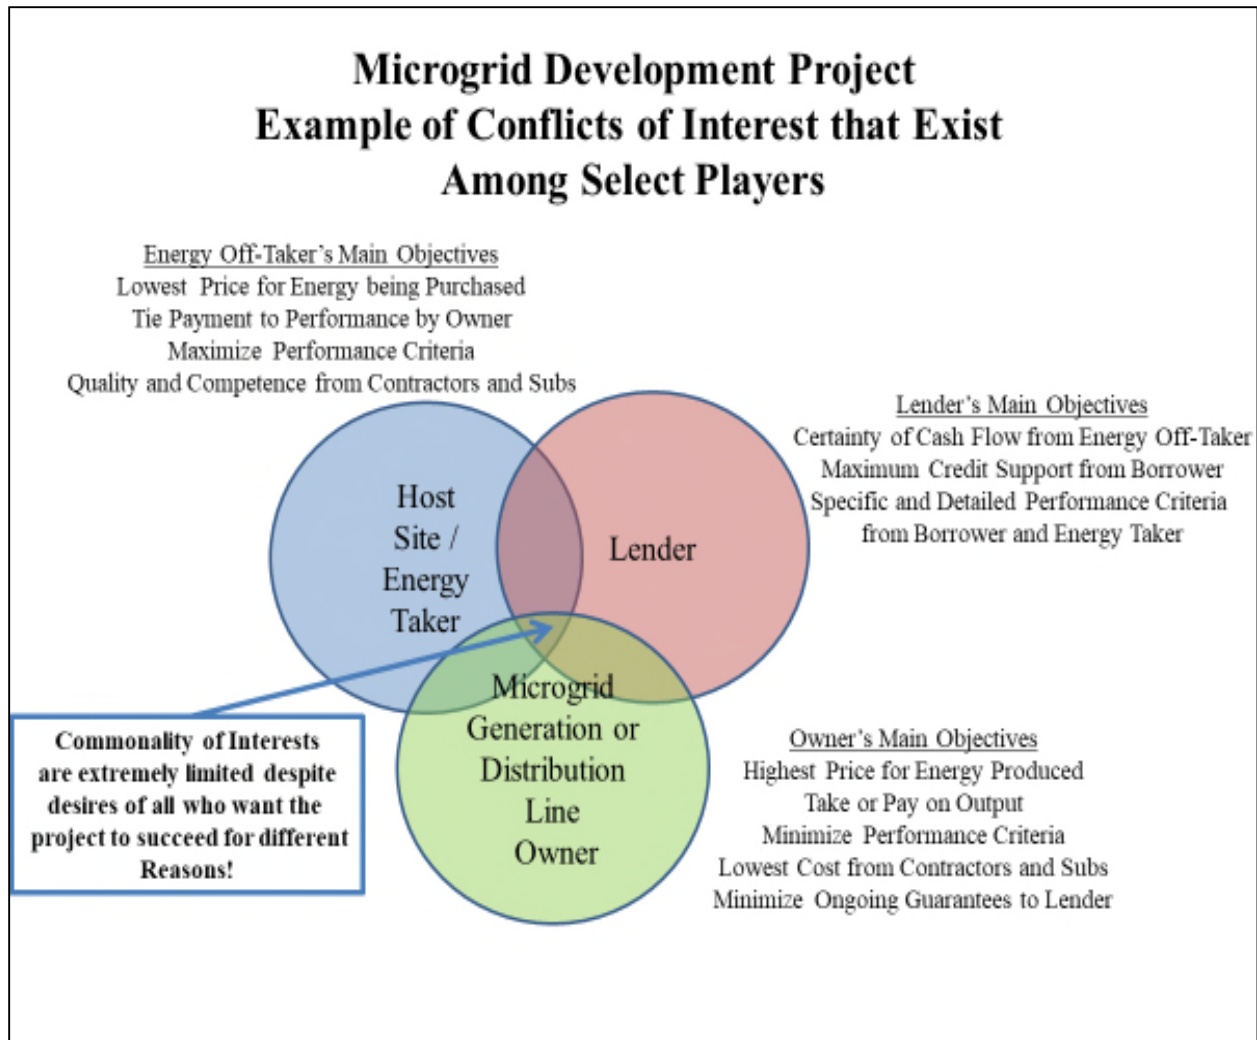 Microgrid Development Project
Example of Conflicts of Interest that Exist
Among Select Players
Energy Off-Taker's Main Objectives
Lowest Price for Energy being Purchased
Tie Payment to Performance by Owner
Maximize Performance Criteria
Quality and Competence from Contractors and Subs
Lender's Main Objectives
Certainty of Cash Flow from Energy Off-Taker
Maximum Credit Support from Borrower
Specific and Detailed Performance Criteria
from Borrower and Energy Taker
Host
Site /
Energy
Taker
Lender
Microgrid
Generation or
Distribution
Line
Owner
Commonality of Interests
are extremely limited despite
desires of all who want the
project to succeed for different
Reasons!
Owner's Main Objectives
Highest Price for Energy Produced
Take or Pay on Output
Minimize Performance Criteria
Lowest Cost from Contractors and Subs
Minimize Ongoing Guarantees to Lender